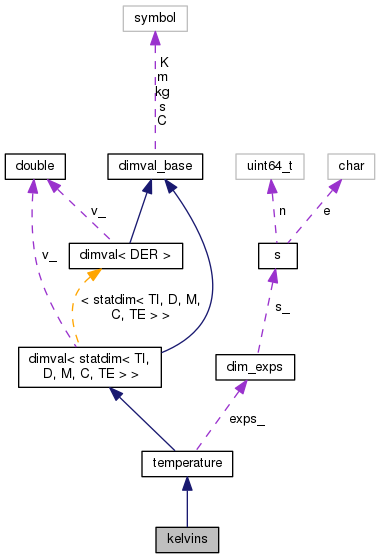 symbol
K
m
kg
s
C
double
dimval_base
uint64_t
char
v_
n
e
dimval< DER >
s
v_
< statdim< TI, D, M,
C, TE > >
s_
dimval< statdim< TI,
D, M, C, TE > >
dim_exps
exps_
temperature
kelvins